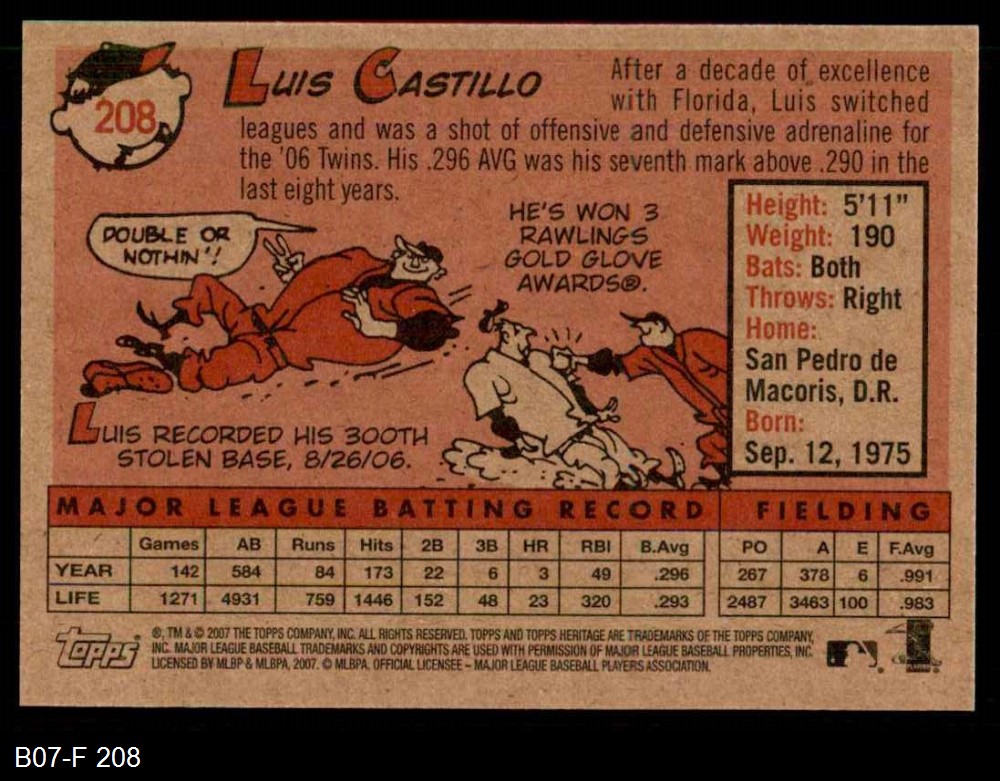 208
LUIS CASTILLO
After a decade of excellence
with Florida, Luis switched
leagues and was a shot of offensive and defensive adrenaline for
the '06 Twins. His .296 AVG was his seventh mark above .290 in the
last eight years.
DOUBLE OR
NOTHIN'!
HE'S WON 3
RAWLINGS
GOLD GLOVE
AWARDS®.
LUIS RECORDED HIS 300TH
STOLEN BASE, 8/26/06.
Height: 5'11"
Weight: 190
Bats: Both
Throws: Right
Home:
San Pedro de
Macoris, D.R.
Born:
Sep. 12, 1975
MAJOR LEAGUE BATTING RECORD FIELDING
Games AB Runs Hits 2B 3B HR RBI B.Avg PO A E F.Avg
YEAR 142 584 84 173 22 6 3 49 .296 267 378 6 .991
LIFE 1271 4931 759 1446 152 48 23 320 .293 2487 3463 100 .983
Topps
®, TM & © 2007 THE TOPPS COMPANY, INC. ALL RIGHTS RESERVED. TOPPS AND TOPPS HERITAGE ARE TRADEMARKS OF THE TOPPS COMPANY,
INC. MAJOR LEAGUE BASEBALL TRADEMARKS AND COPYRIGHTS ARE USED WITH PERMISSION OF MAJOR LEAGUE BASEBALL PROPERTIES, INC.
LICENSED BY MLBP & MLBPA, 2007. © MLBPA. OFFICIAL LICENSEE – MAJOR LEAGUE BASEBALL PLAYERS ASSOCIATION.
B07-F 208